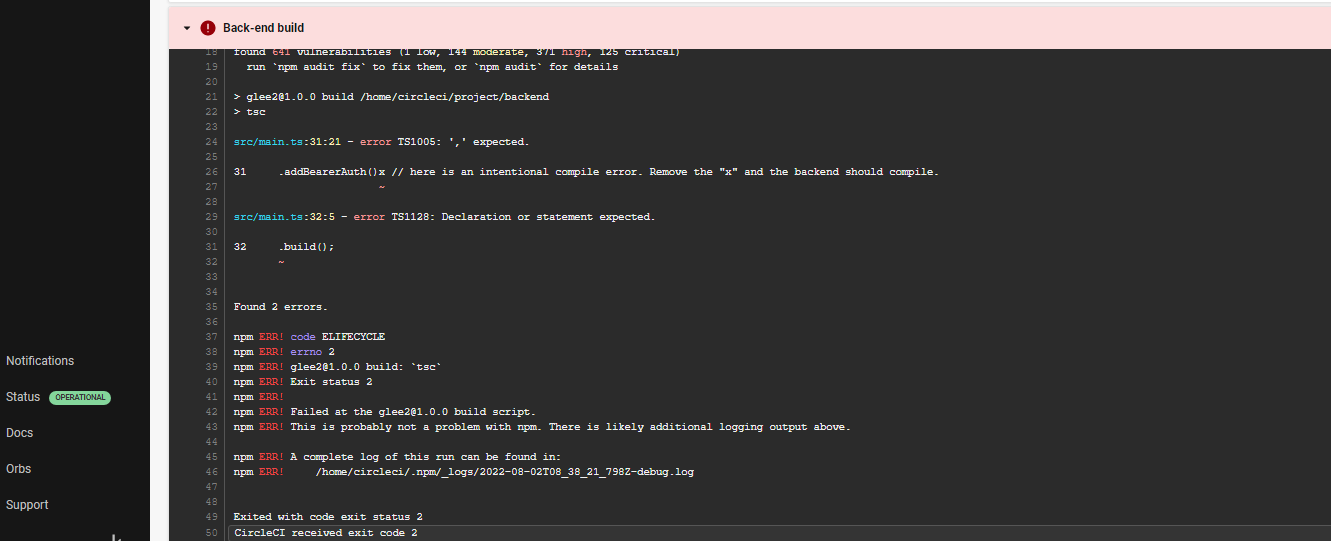 Back-end build
18 found 641 vulnerabilities (1 low, 144 moderate, 371 high, 125 critical)
19 run `npm audit fix` to fix them, or `npm audit` for details
20
21 > glee2@1.0.0 build /home/circleci/project/backend
22 > tsc
23
24 src/main.ts:31:21 - error TS1005: ',' expected.
25
26 31 .addBearerAuth()x // here is an intentional compile error. Remove the "x" and the backend should compile.
27 ~
28
29 src/main.ts:32:5 - error TS1128: Declaration or statement expected.
30
31 32 .build();
32 ~
33
34
35 Found 2 errors.
36
37 npm ERR! code ELIFECYCLE
38 npm ERR! errno 2
39 npm ERR! glee2@1.0.0 build: `tsc`
40 npm ERR! Exit status 2
41 npm ERR!
42 npm ERR! Failed at the glee2@1.0.0 build script.
43 npm ERR! This is probably not a problem with npm. There is likely additional logging output above.
44
45 npm ERR! A complete log of this run can be found in:
46 npm ERR! /home/circleci/.npm/_logs/2022-08-02T08_38_21_798Z-debug.log
47
48
49 Exited with code exit status 2
50 CircleCI received exit code 2
Notifications
Status OPERATIONAL
Docs
Orbs
Support